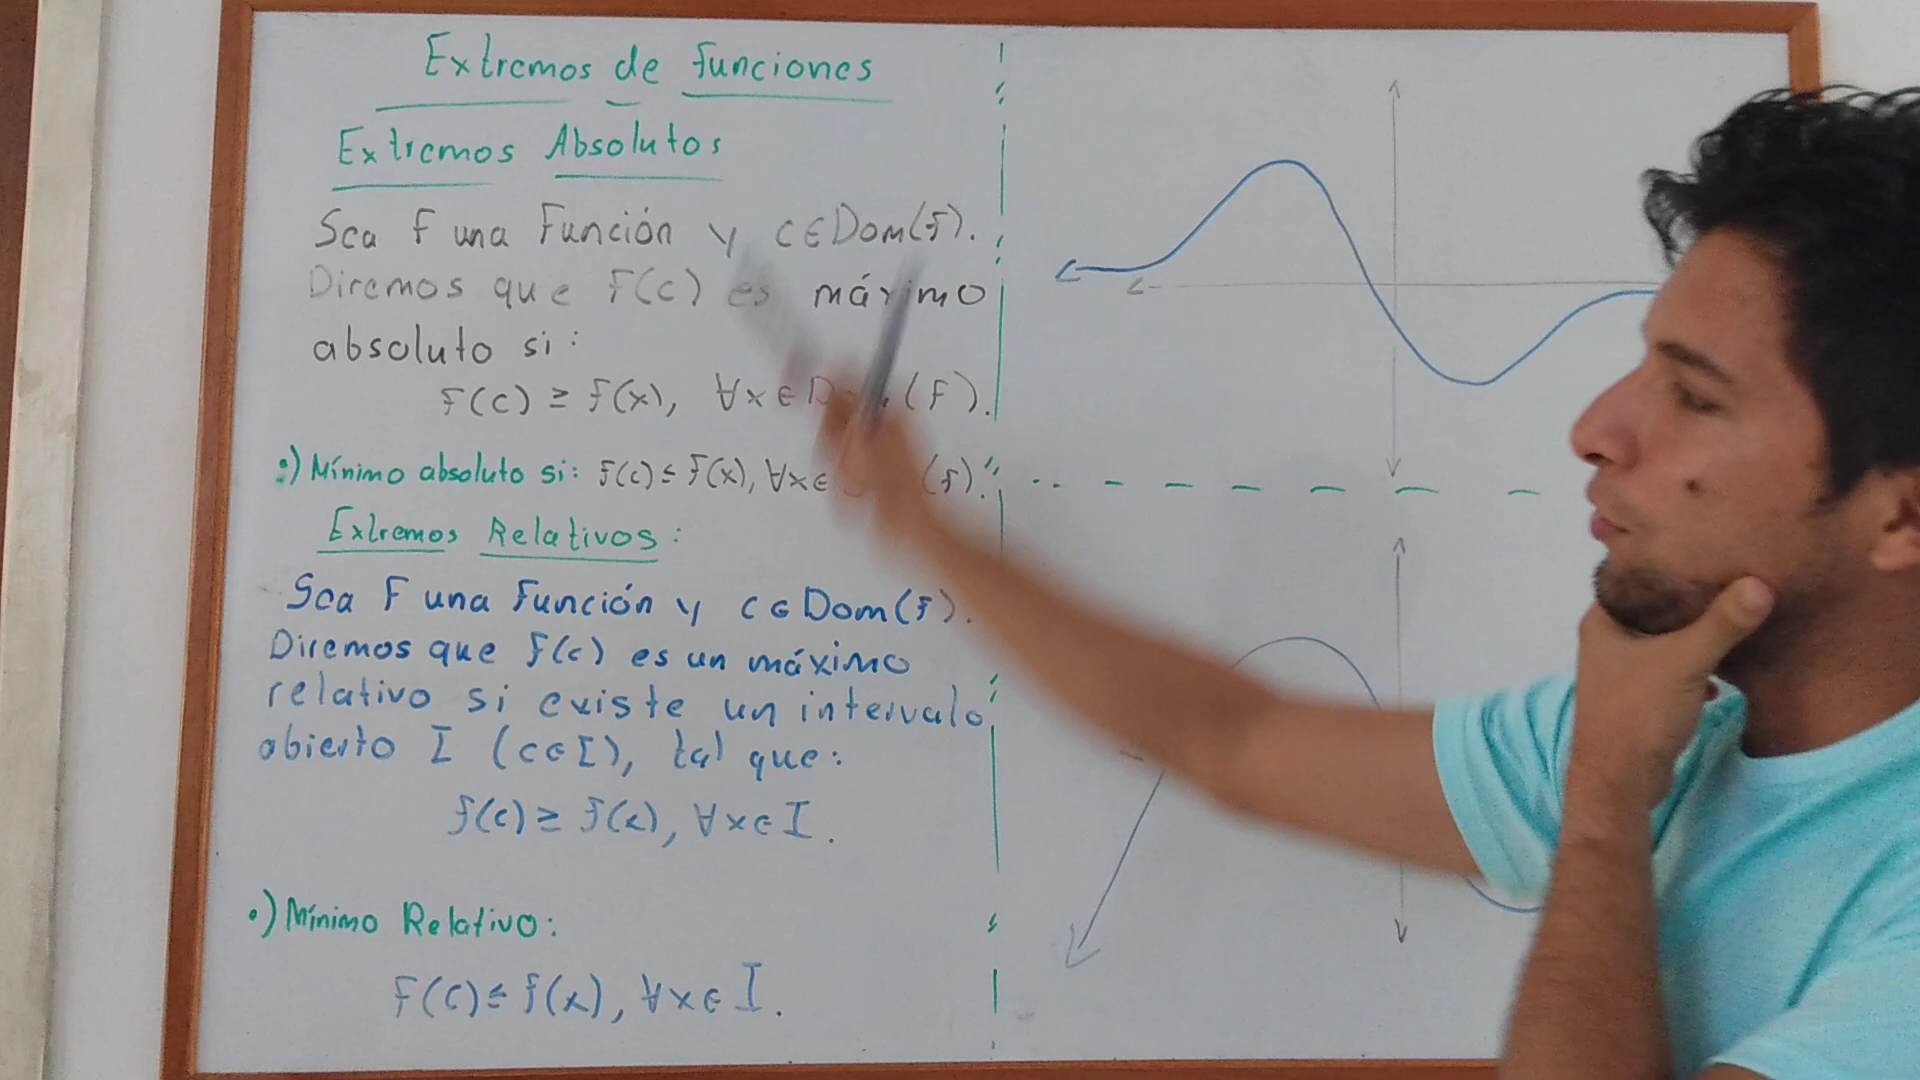 Extremos de funciones
Extremos Absolutos
Sea F una Función y c∈Dom(f).
Diremos que F(c) es máximo
absoluto si:
F(c) ≥ f(x), ∀x∈ (F).
•) Mínimo absoluto si: F(c) ≤ F(x), ∀x∈ (f).
Extremos Relativos:
Sea F una Función y c∈Dom(f).
Diremos que f(c) es un máximo
relativo si existe un intervalo
abierto I (c∈I), tal que:
f(c) ≥ f(x), ∀x∈I.
•) Mínimo Relativo:
F(c) ≤ f(x), ∀x∈I.